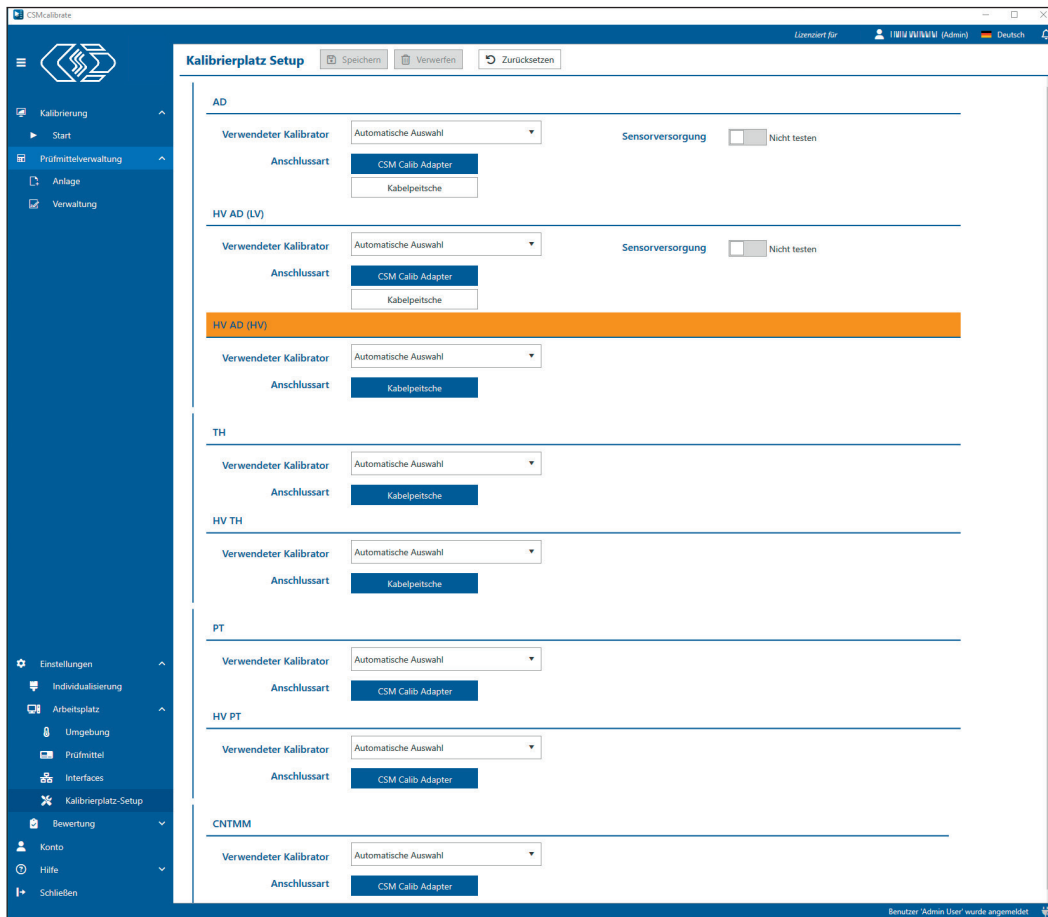 CSMcalibrate
Lizenziert für
(Admin)
Deutsch
Kalibrierplatz Setup
Speichern
Verwerfen
Zurücksetzen
Kalibrierung
Start
Prüfmittelverwaltung
Anlage
Verwaltung
Einstellungen
Individualisierung
Arbeitsplatz
Umgebung
Prüfmittel
Interfaces
Kalibrierplatz-Setup
Bewertung
Konto
Hilfe
Schließen
AD
Verwendeter Kalibrator
Automatische Auswahl
Sensorversorgung
Nicht testen
Anschlussart
CSM Calib Adapter
Kabelpeitsche
HV AD (LV)
Verwendeter Kalibrator
Automatische Auswahl
Sensorversorgung
Nicht testen
Anschlussart
CSM Calib Adapter
Kabelpeitsche
HV AD (HV)
Verwendeter Kalibrator
Automatische Auswahl
Anschlussart
Kabelpeitsche
TH
Verwendeter Kalibrator
Automatische Auswahl
Anschlussart
Kabelpeitsche
HV TH
Verwendeter Kalibrator
Automatische Auswahl
Anschlussart
Kabelpeitsche
PT
Verwendeter Kalibrator
Automatische Auswahl
Anschlussart
CSM Calib Adapter
HV PT
Verwendeter Kalibrator
Automatische Auswahl
Anschlussart
CSM Calib Adapter
CNTMM
Verwendeter Kalibrator
Automatische Auswahl
Anschlussart
CSM Calib Adapter
Benutzer 'Admin User' wurde angemeldet